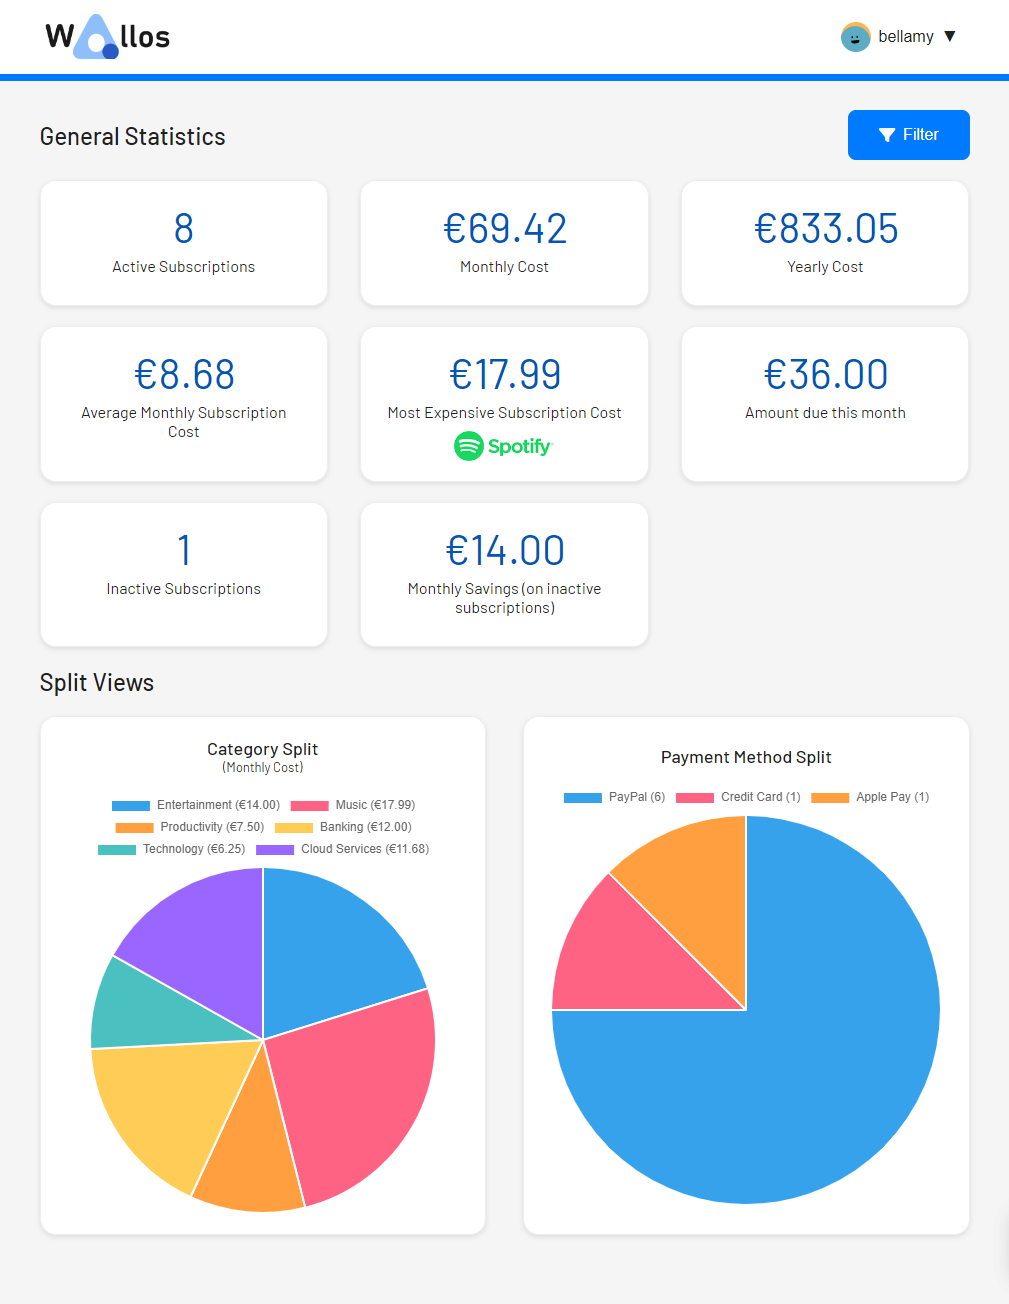 Wallos
bellamy ▼
General Statistics
Filter
8
Active Subscriptions
€69.42
Monthly Cost
€833.05
Yearly Cost
€8.68
Average Monthly Subscription
Cost
€17.99
Most Expensive Subscription Cost
Spotify
€36.00
Amount due this month
1
Inactive Subscriptions
€14.00
Monthly Savings (on inactive
subscriptions)
Split Views
Category Split
(Monthly Cost)
Entertainment (€14.00) Music (€17.99)
Productivity (€7.50) Banking (€12.00)
Technology (€6.25) Cloud Services (€11.68)
Payment Method Split
PayPal (6) Credit Card (1) Apple Pay (1)